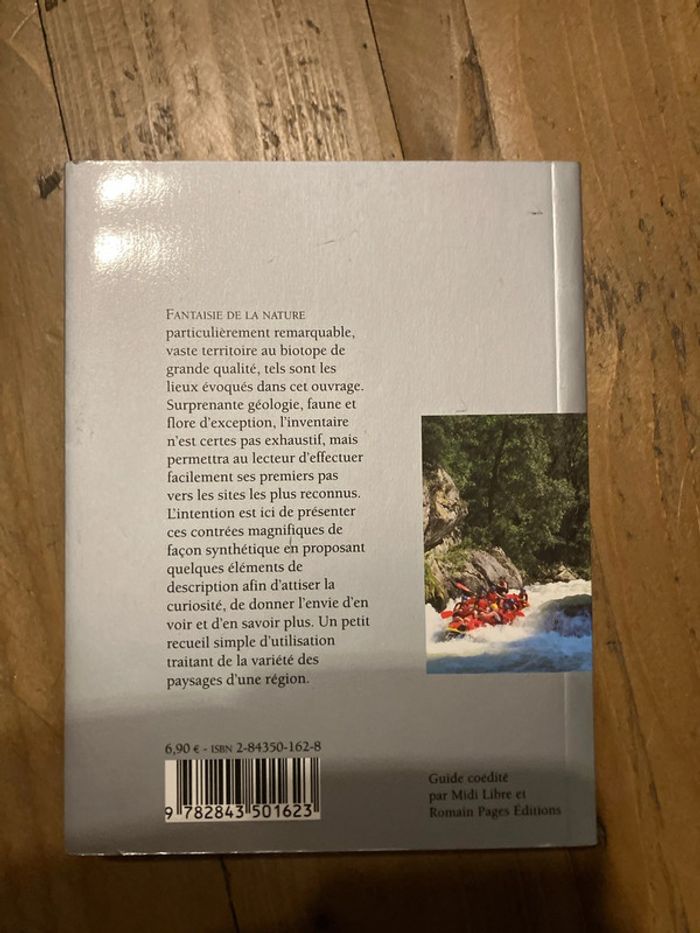 FANTAISIE DE LA NATURE
particulièrement remarquable,
vaste territoire au biotope de
grande qualité, tels sont les
lieux évoqués dans cet ouvrage.
Surprenante géologie, faune et
flore d'exception, l'inventaire
n'est certes pas exhaustif, mais
permettra au lecteur d'effectuer
facilement ses premiers pas
vers les sites les plus reconnus.
L'intention est ici de présenter
ces contrées magnifiques de
façon synthétique en proposant
quelques éléments de
description afin d'attiser la
curiosité, de donner l'envie d'en
voir et d'en savoir plus. Un petit
recueil simple d'utilisation
traitant de la variété des
paysages d'une région.
6,90 € - ISBN 2-84350-162-8
9 782843 501623
Guide coédité
par Midi Libre et
Romain Pages Éditions